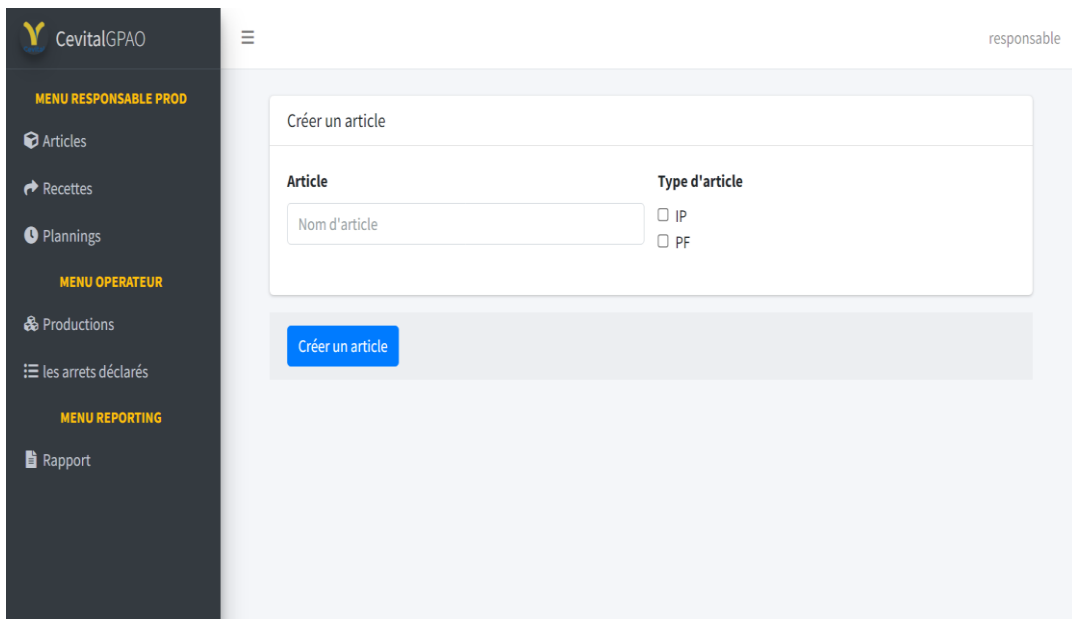 CevitalGPAO
responsable
MENU RESPONSABLE PROD
Articles
Recettes
Plannings
MENU OPERATEUR
Productions
les arrets déclarés
MENU REPORTING
Rapport
Créer un article
Article
Nom d'article
Type d'article
IP
PF
Créer un article